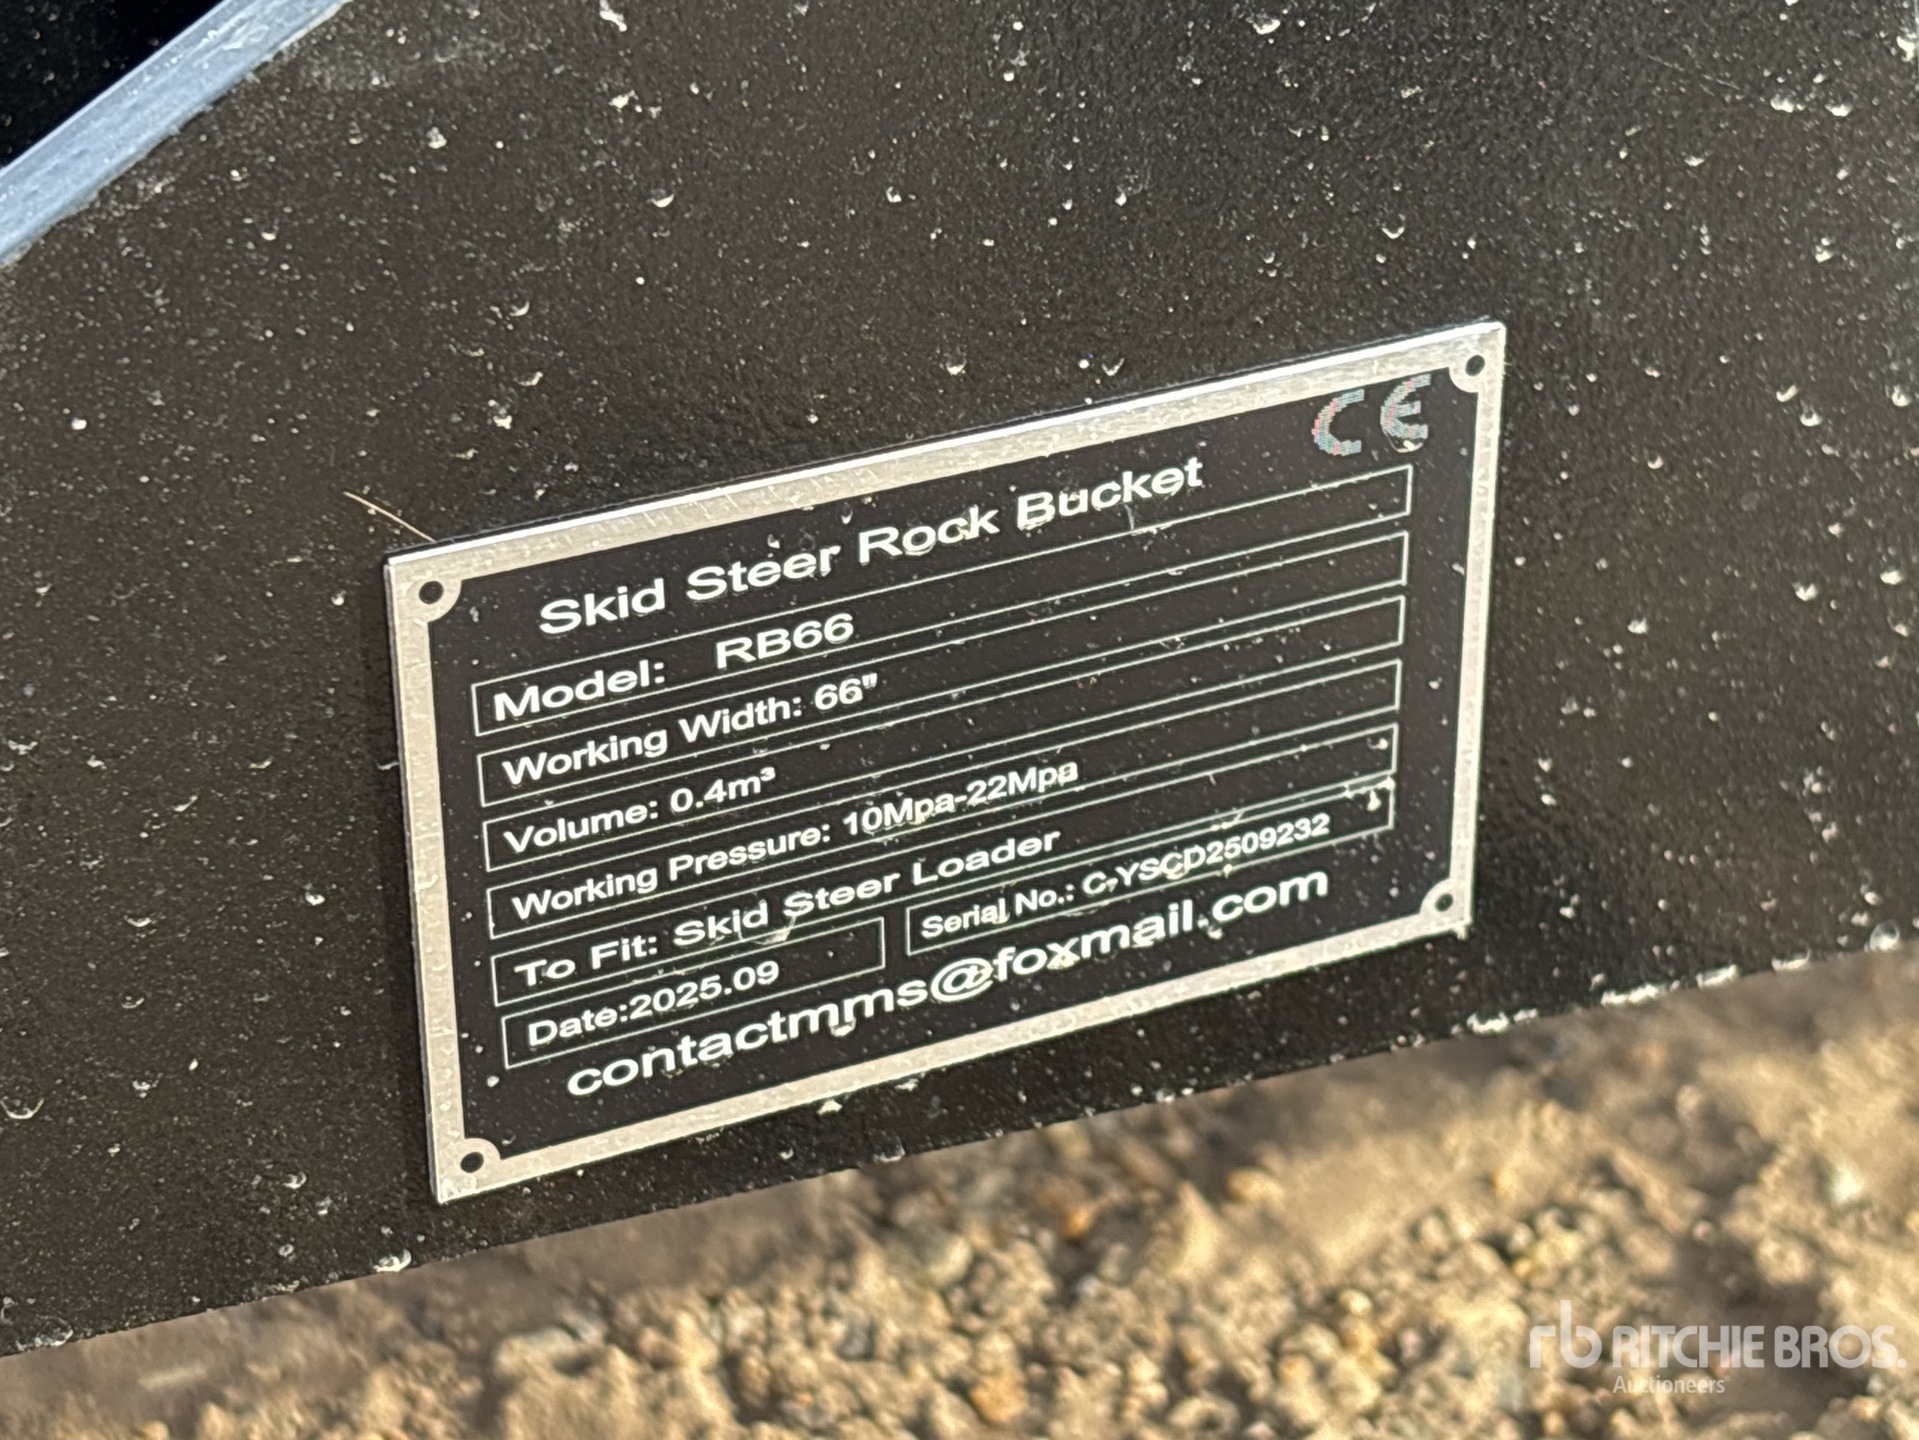 CE
Skid Steer Rock Bucket
Model: RB66
Working Width: 66"
Volume: 0.4m³
Working Pressure: 10Mpa-22Mpa
To Fit: Skid Steer Loader
Date:2025.09 Serial No.: C-YSCD2509232
contactmms@foxmail.com
rb RITCHIE BROS.
Auctioneers